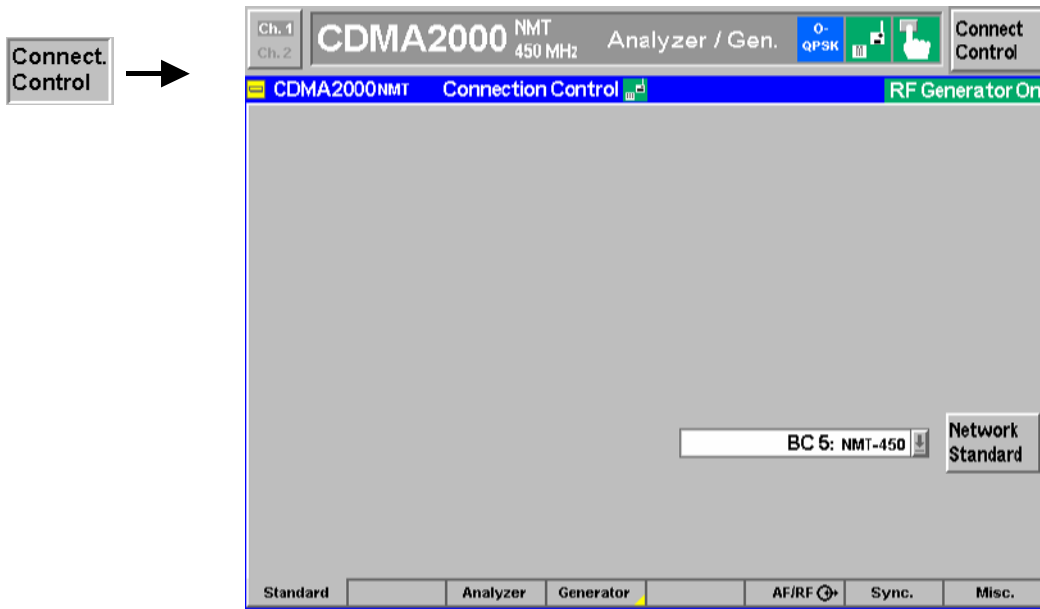 Connect.
Control
Ch. 1
Ch. 2
CDMA2000 NMT
450 MHz
Analyzer / Gen.
O-
QPSK
Connect
Control
CDMA2000NMT Connection Control
RF Generator On
BC 5: NMT-450
Network
Standard
Standard Analyzer Generator AF/RF Sync. Misc.